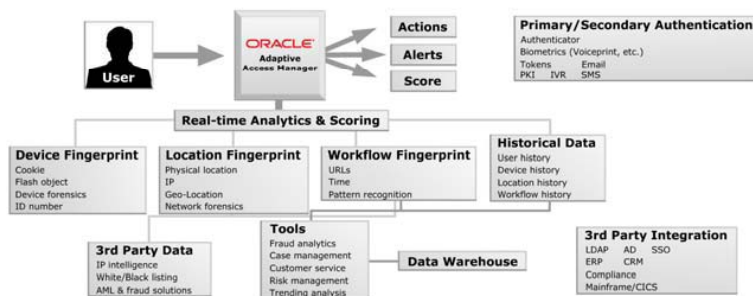 User
ORACLE
Adaptive
Access Manager
Actions
Alerts
Score
Primary/Secondary Authentication
Authenticator
Biometrics (Voiceprint, etc.)
Tokens Email
PKI IVR SMS
Real-time Analytics & Scoring
Device Fingerprint
Cookie
Flash object
Device forensics
ID number
Location Fingerprint
Physical location
IP
Geo-Location
Network forensics
Workflow Fingerprint
URLs
Time
Pattern recognition
Historical Data
User history
Device history
Location history
Workflow history
3rd Party Data
IP intelligence
White/Black listing
AML & fraud solutions
Tools
Fraud analytics
Case management
Customer service
Risk management
Trending analysis
Data Warehouse
3rd Party Integration
LDAP AD SSO
ERP CRM
Compliance
Mainframe/CICS